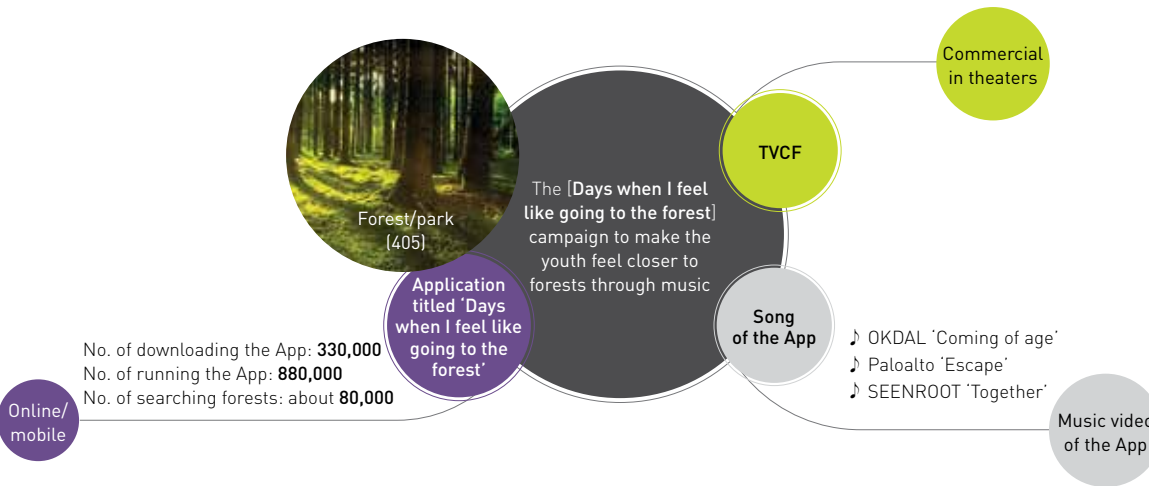 Commercial
in theaters
TVCF
The [Days when I feel
like going to the forest]
campaign to make the
youth feel closer to
forests through music
Forest/park
(405)
Application
titled ‘Days
when I feel like
going to the
forest’
No. of downloading the App: 330,000
No. of running the App: 880,000
No. of searching forests: about 80,000
Online/
mobile
Song
of the App
♪ OKDAL ‘Coming of age’
♪ Paloalto ‘Escape’
♪ SEENROOT ‘Together’
Music video
of the App